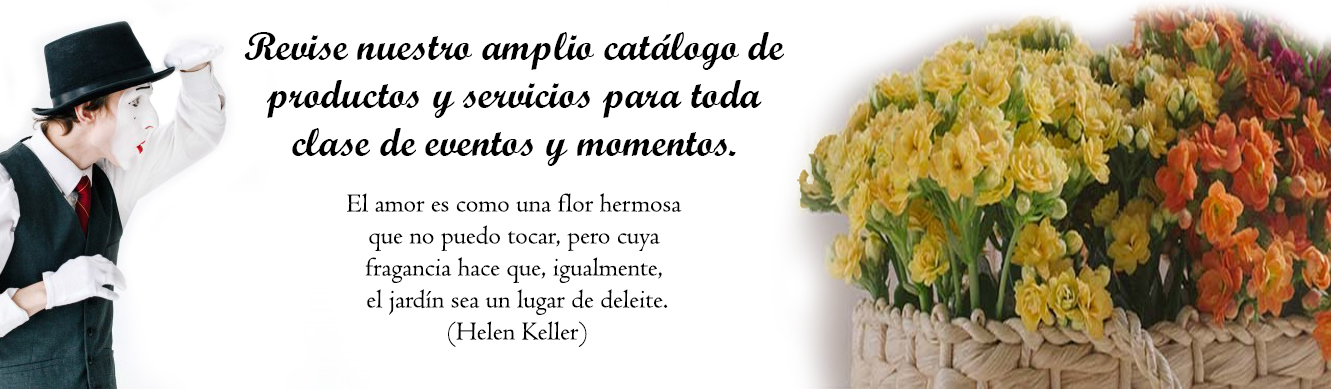 Revise nuestro amplio catálogo de
productos y servicios para toda
clase de eventos y momentos.
El amor es como una flor hermosa
que no puedo tocar, pero cuya
fragancia hace que, igualmente,
el jardín sea un lugar de deleite.
(Helen Keller)